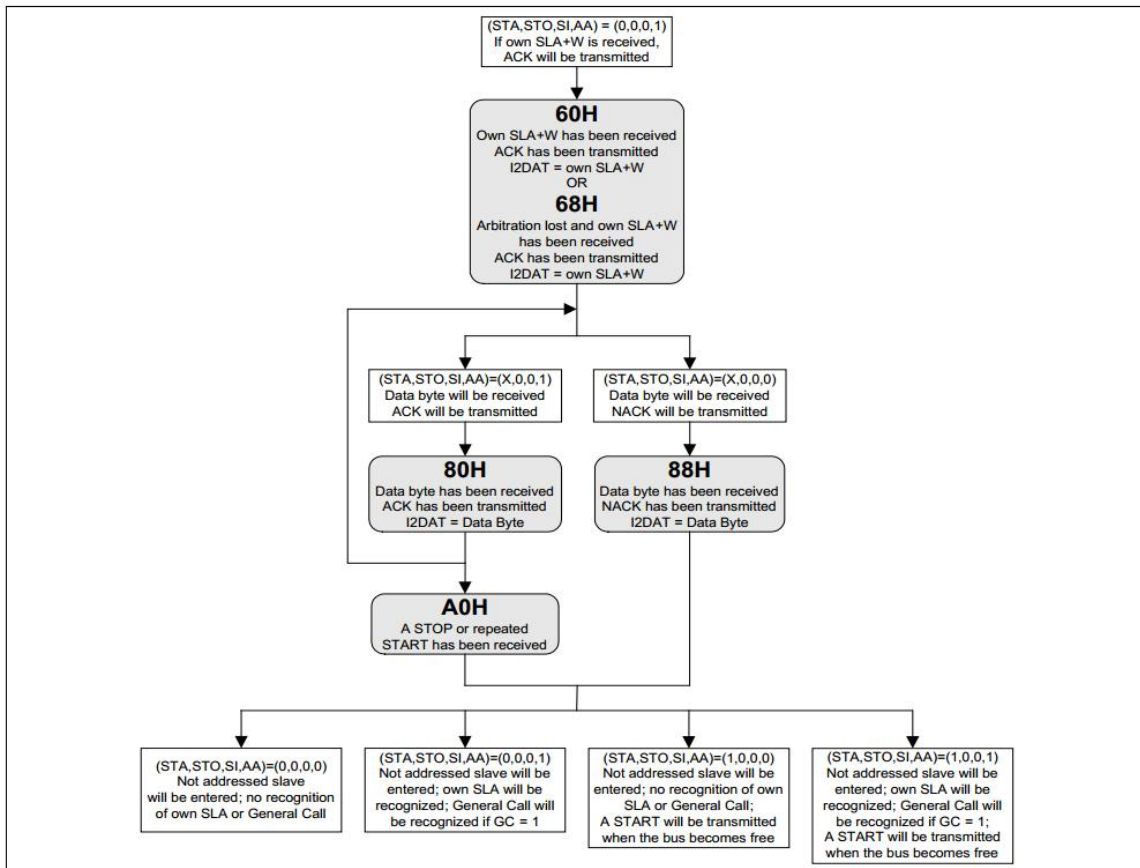 (STA,STO,SI,AA) = (0,0,0,1)
If own SLA+W is received,
ACK will be transmitted
60H
Own SLA+W has been received
ACK has been transmitted
I2DAT = own SLA+W
OR
68H
Arbitration lost and own SLA+W
has been received
ACK has been transmitted
I2DAT = own SLA+W
(STA,STO,SI,AA)=(X,0,0,1)
Data byte will be received
ACK will be transmitted
(STA,STO,SI,AA)=(X,0,0,0)
Data byte will be received
NACK will be transmitted
80H
Data byte has been received
ACK has been transmitted
I2DAT = Data Byte
88H
Data byte has been received
NACK has been transmitted
I2DAT = Data Byte
A0H
A STOP or repeated
START has been received
(STA,STO,SI,AA)=(0,0,0,0)
Not addressed slave
will be entered; no recognition
of own SLA or General Call
(STA,STO,SI,AA)=(0,0,0,1)
Not addressed slave will be
entered; own SLA will be
recognized; General Call will
be recognized if GC = 1
(STA,STO,SI,AA)=(1,0,0,0)
Not addressed slave will be
entered; no recognition of own
SLA or General Call;
A START will be transmitted
when the bus becomes free
(STA,STO,SI,AA)=(1,0,0,1)
Not addressed slave will be
entered; own SLA will be
recognized; General Call will
be recognized if GC = 1;
A START will be transmitted
when the bus becomes free